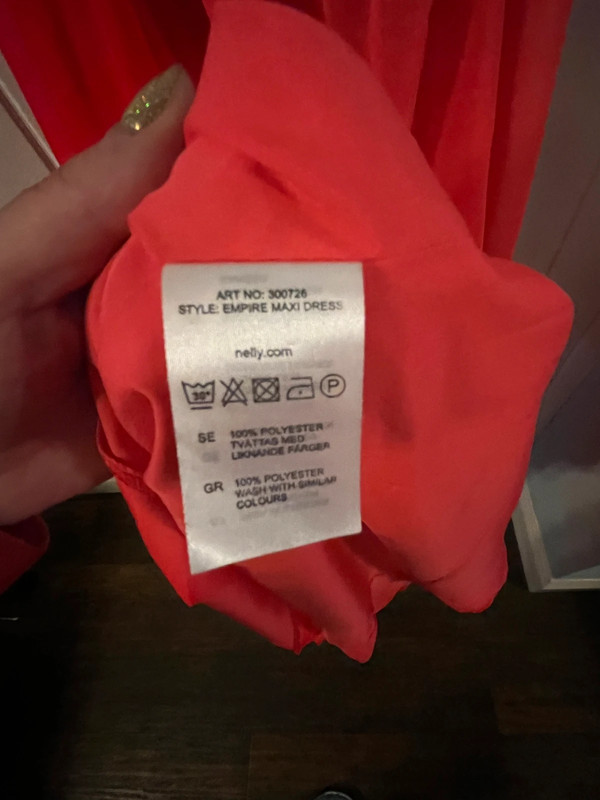 ART NO: 300726
STYLE: EMPIRE MAXI DRESS
nelly.com
30°
P
SE 100% POLYESTER
TVÄTTAS MED
LIKNANDE FÄRGER
GR 100% POLYESTER
WASH WITH SIMILAR
COLOURS